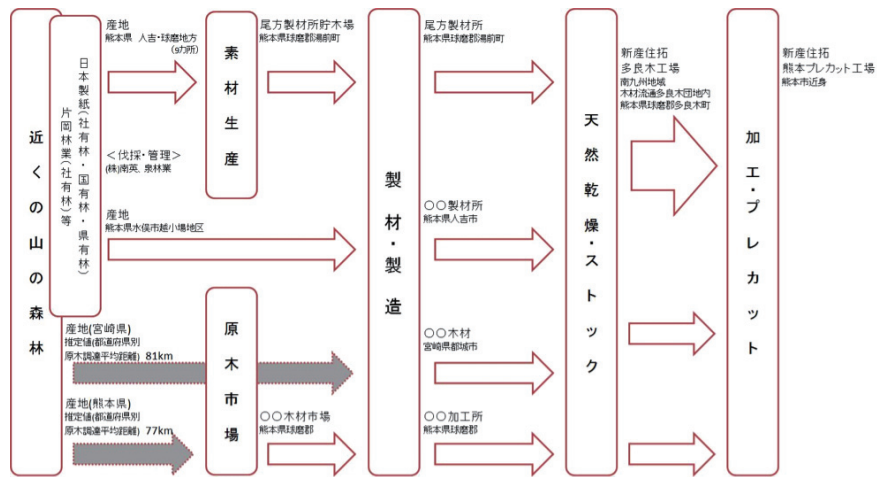 近くの山の森林
日本製紙(社有林・国有林・県有林)
片岡林業(社有林)等
産地
熊本県 人吉・球磨地方
(9カ所)
<伐採・管理>
(株)南英, 泉林業
産地
熊本県水俣市越小場地区
産地(宮崎県)
推定値(都道府県別
原木調達平均距離) 81km
産地(熊本県)
推定値(都道府県別
原木調達平均距離) 77km
素材生産
原木市場
尾方製材所貯木場
熊本県球磨郡湯前町
〇〇木材市場
熊本県球磨郡
製材・製造
尾方製材所
熊本県球磨郡湯前町
〇〇製材所
熊本県人吉市
〇〇木材
宮崎県都城市
〇〇加工所
熊本県球磨郡
天然乾燥・ストック
新産住拓
多良木工場
南九州地域
木材流通多良木団地内
熊本県球磨郡多良木町
加工・プレカット
新産住拓
熊本プレカット工場
熊本市近身